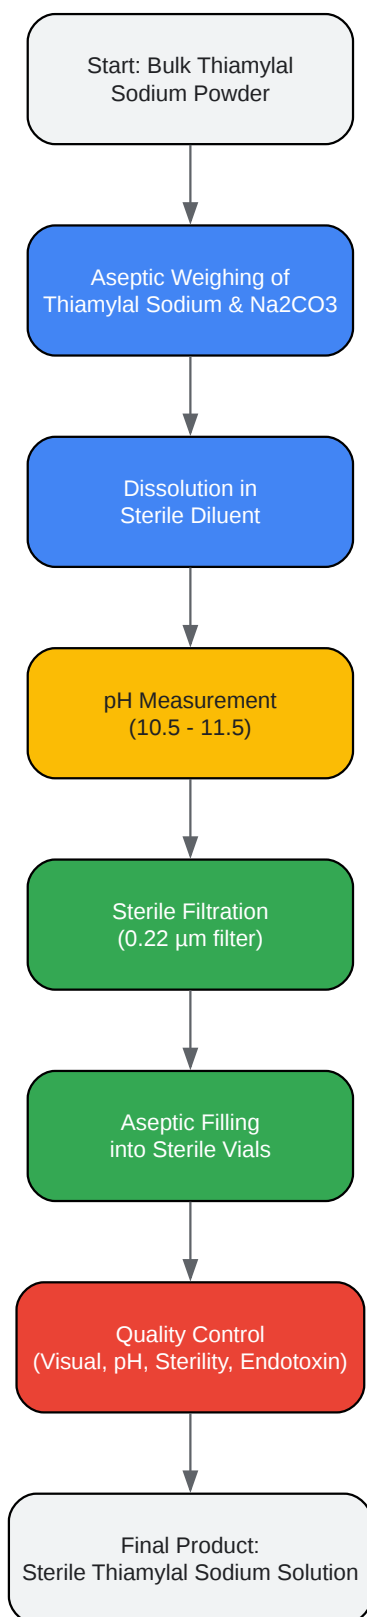 Start: Bulk Thiamylal
Sodium Powder
Aseptic Weighing of
Thiamylal Sodium & Na2CO3
Dissolution in
Sterile Diluent
pH Measurement
(10.5 - 11.5)
Sterile Filtration
(0.22 µm filter)
Aseptic Filling
into Sterile Vials
Quality Control
(Visual, pH, Sterility, Endotoxin)
Final Product:
Sterile Thiamylal Sodium Solution